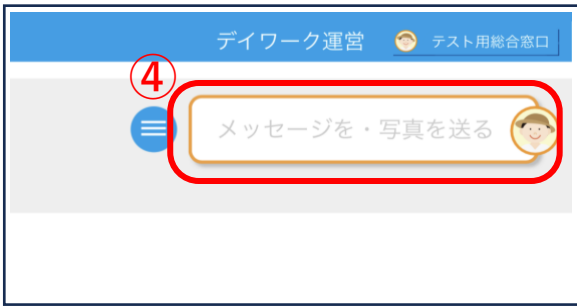 デイワーク運営 テスト用総合窓口
④
メッセージを・写真を送る